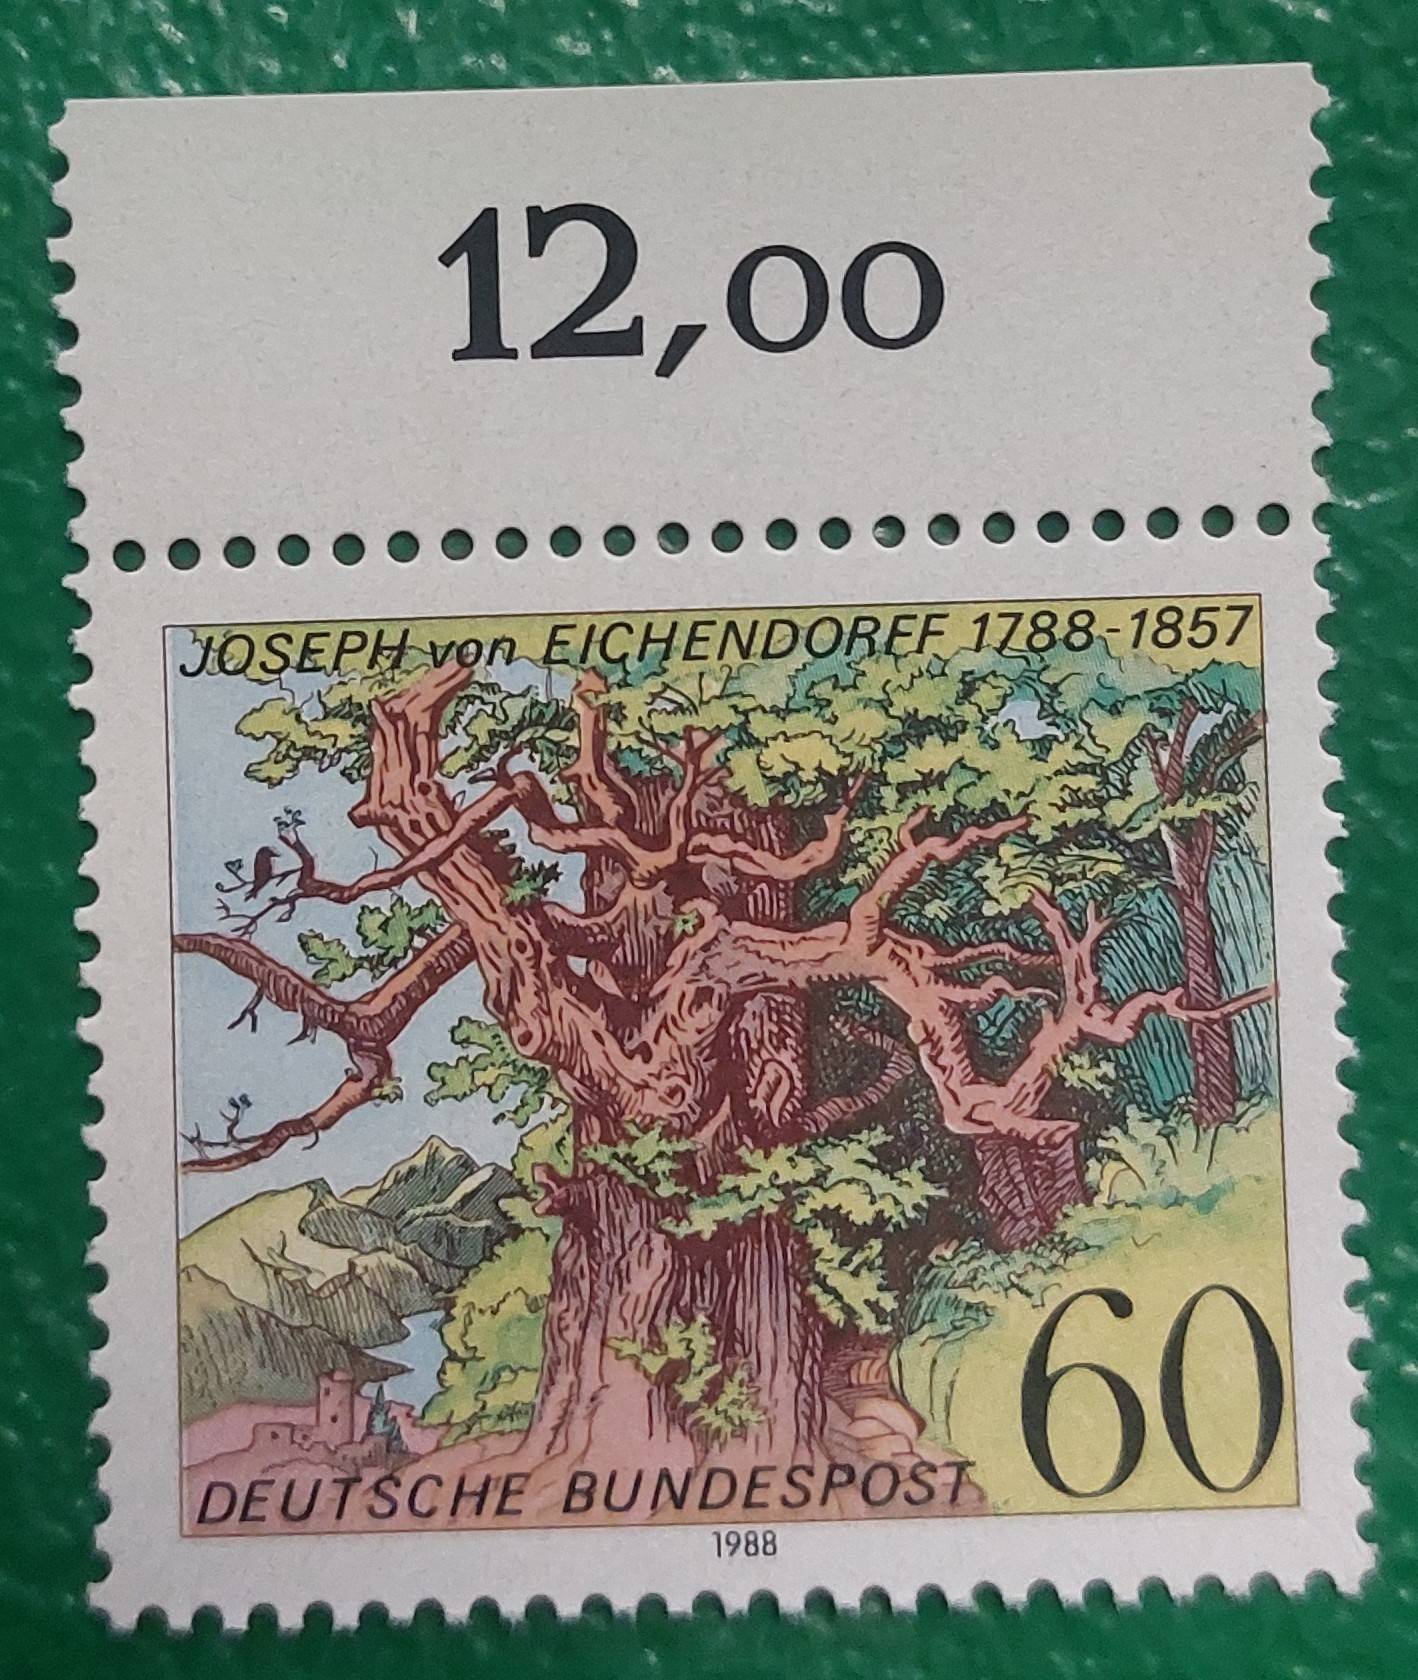 12,00
JOSEPH von EICHENDORFF 1788-1857
60
DEUTSCHE BUNDESPOST
1988